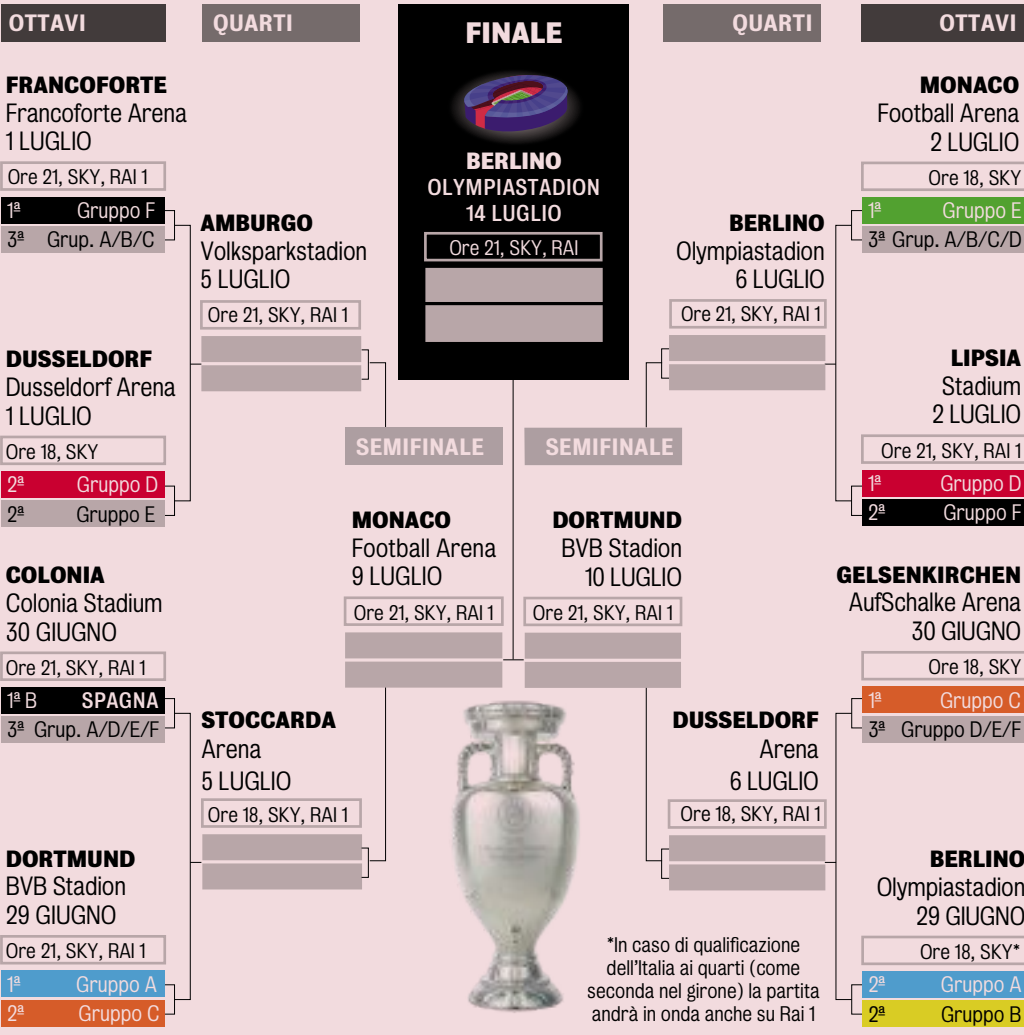 OTTAVI
FRANCOFORTE
Francoforte Arena
1 LUGLIO
Ore 21, SKY, RAI 1
1ª Gruppo F
3ª Grup. A/B/C
DUSSELDORF
Dusseldorf Arena
1 LUGLIO
Ore 18, SKY
2ª Gruppo D
2ª Gruppo E
COLONIA
Colonia Stadium
30 GIUGNO
Ore 21, SKY, RAI 1
1ª B SPAGNA
3ª Grup. A/D/E/F
DORTMUND
BVB Stadion
29 GIUGNO
Ore 21, SKY, RAI 1
1ª Gruppo A
2ª Gruppo C
QUARTI
AMBURGO
Volksparkstadion
5 LUGLIO
Ore 21, SKY, RAI 1
STOCCARDA
Arena
5 LUGLIO
Ore 18, SKY, RAI 1
FINALE
BERLINO
OLYMPIASTADION
14 LUGLIO
Ore 21, SKY, RAI
SEMIFINALE
MONACO
Football Arena
9 LUGLIO
Ore 21, SKY, RAI 1
SEMIFINALE
DORTMUND
BVB Stadion
10 LUGLIO
Ore 21, SKY, RAI 1
QUARTI
BERLINO
Olympiastadion
6 LUGLIO
Ore 21, SKY, RAI 1
DUSSELDORF
Arena
6 LUGLIO
Ore 18, SKY, RAI 1
*In caso di qualificazione
dell'Italia ai quarti (come
seconda nel girone) la partita
andrà in onda anche su Rai 1
OTTAVI
MONACO
Football Arena
2 LUGLIO
Ore 18, SKY
1ª Gruppo E
3ª Grup. A/B/C/D
LIPSIA
Stadium
2 LUGLIO
Ore 21, SKY, RAI 1
1ª Gruppo D
2ª Gruppo F
GELSENKIRCHEN
AufSchalke Arena
30 GIUGNO
Ore 18, SKY
1ª Gruppo C
3ª Gruppo D/E/F
BERLINO
Olympiastadion
29 GIUGNO
Ore 18, SKY*
2ª Gruppo A
2ª Gruppo B